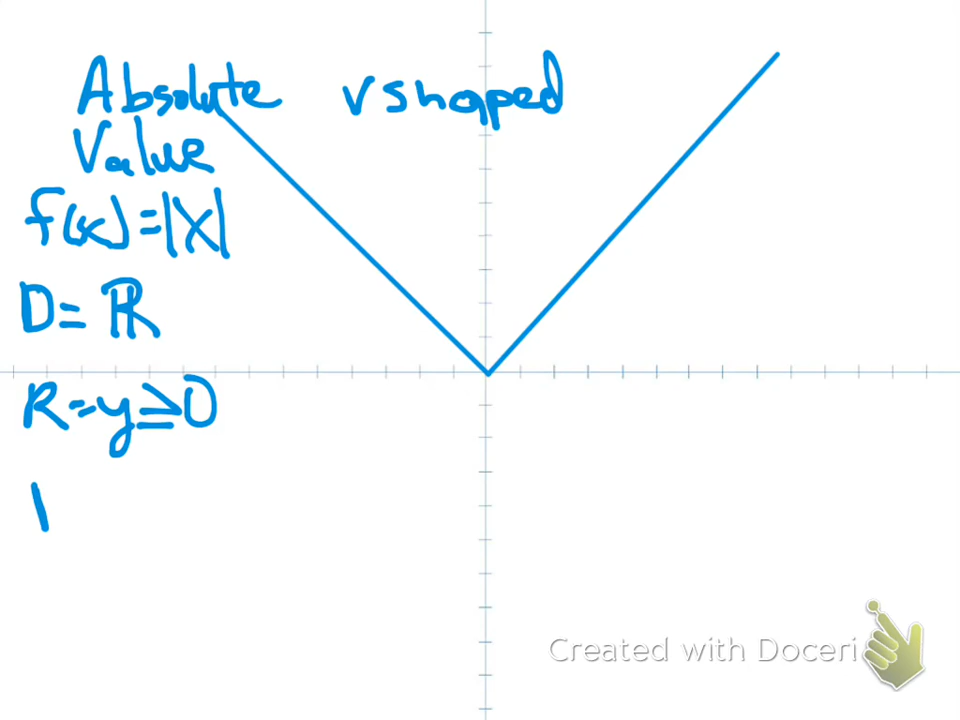 Absolute vshaped
Value
f(x)=|x|
D= ℝ
R=y≥0
Created with Doceri